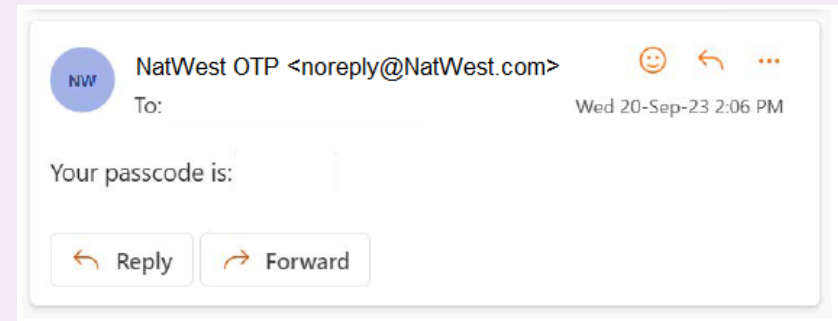 NW
NatWest OTP <noreply@NatWest.com>
To:
Wed 20-Sep-23 2:06 PM
Your passcode is:
Reply
Forward